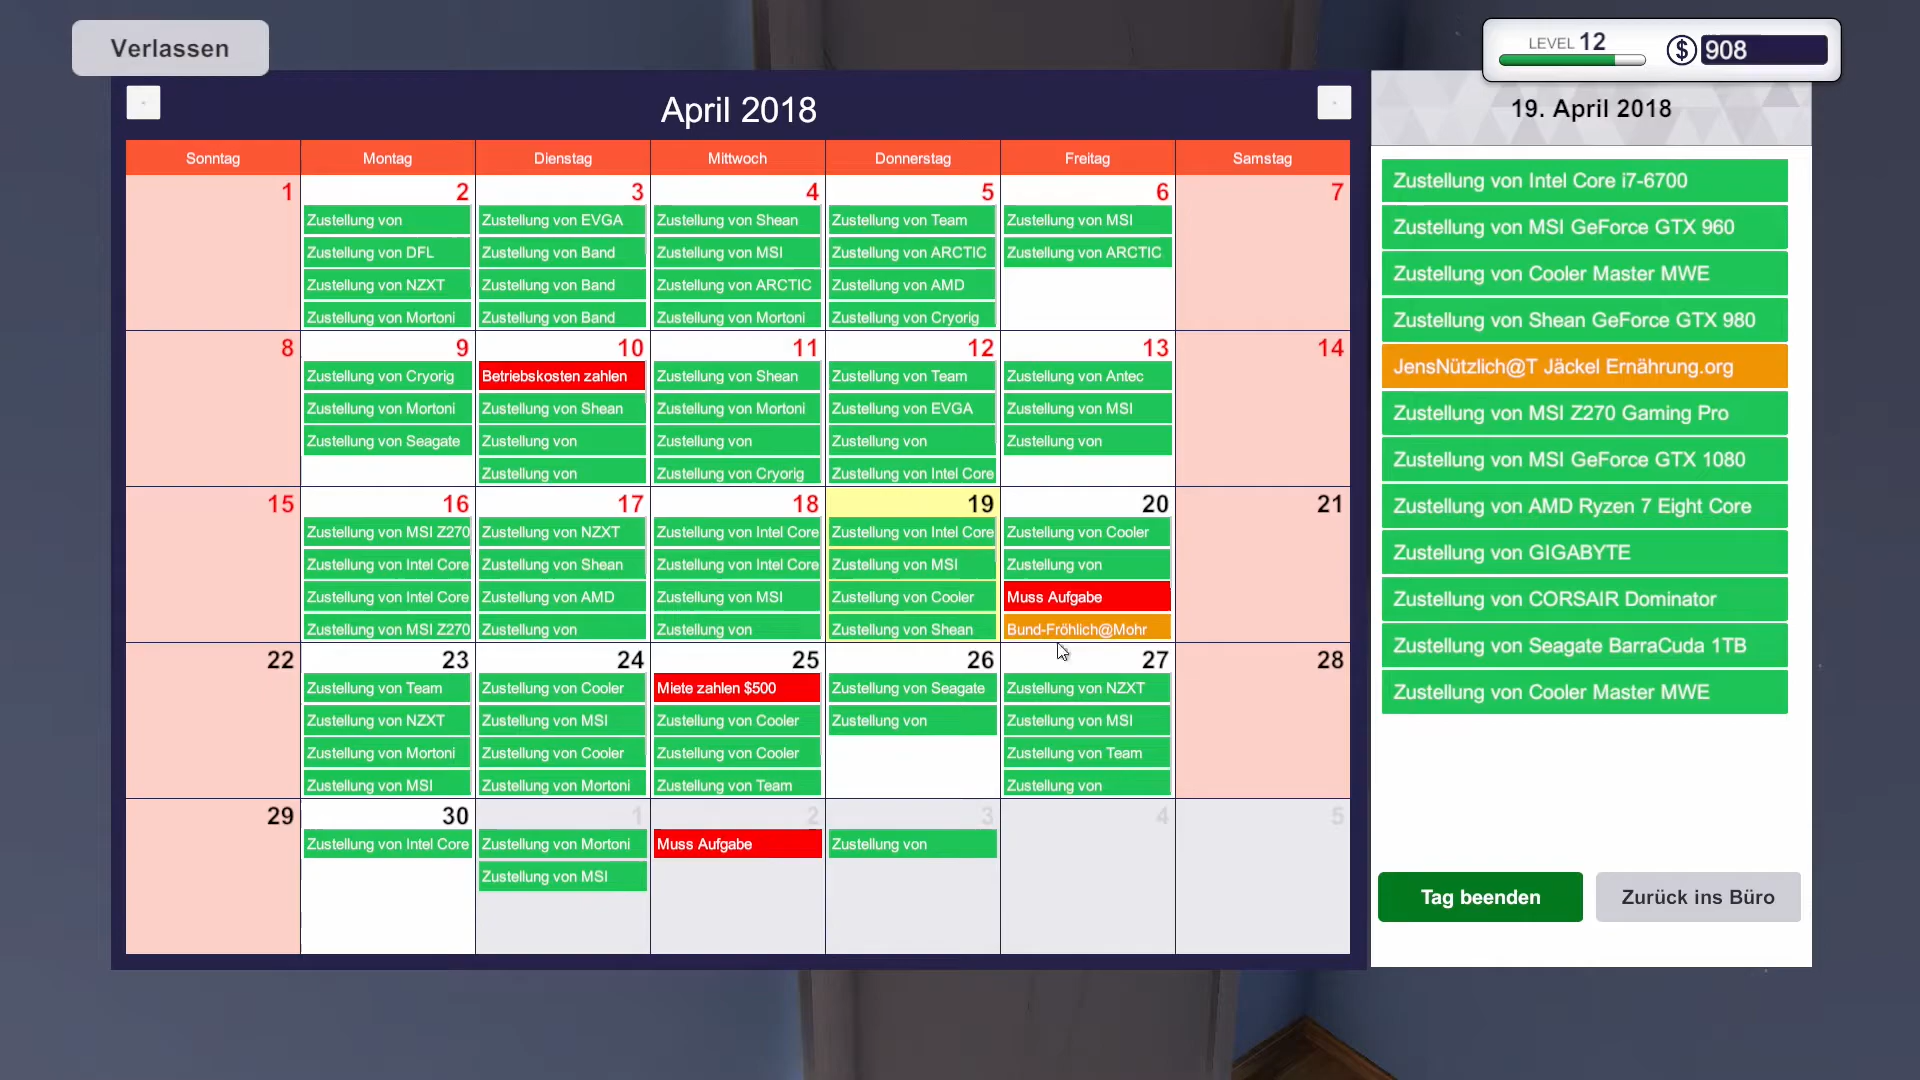 Verlassen
LEVEL 12
$ 908
April 2018
19. April 2018
Sonntag Montag Dienstag Mittwoch Donnerstag Freitag Samstag
1 2 3 4 5 6 7
Zustellung von Zustellung von EVGA Zustellung von Shean Zustellung von Team Zustellung von MSI
Zustellung von DFL Zustellung von Band Zustellung von MSI Zustellung von ARCTIC Zustellung von ARCTIC
Zustellung von NZXT Zustellung von Band Zustellung von ARCTIC Zustellung von AMD
Zustellung von Mortoni Zustellung von Band Zustellung von Mortoni Zustellung von Cryorig
8 9 10 11 12 13 14
Zustellung von Cryorig Betriebskosten zahlen Zustellung von Shean Zustellung von Team Zustellung von Antec
Zustellung von Mortoni Zustellung von Shean Zustellung von Mortoni Zustellung von EVGA Zustellung von MSI
Zustellung von Seagate Zustellung von Zustellung von Zustellung von Zustellung von
Zustellung von Zustellung von Cryorig Zustellung von Intel Core
15 16 17 18 19 20 21
Zustellung von MSI Z270 Zustellung von NZXT Zustellung von Intel Core Zustellung von Intel Core Zustellung von Cooler
Zustellung von Intel Core Zustellung von Shean Zustellung von Intel Core Zustellung von MSI Zustellung von
Zustellung von Intel Core Zustellung von AMD Zustellung von MSI Zustellung von Cooler Muss Aufgabe
Zustellung von MSI Z270 Zustellung von Zustellung von Zustellung von Shean Bund-Fröhlich@Mohr
22 23 24 25 26 27 28
Zustellung von Team Zustellung von Cooler Miete zahlen $500 Zustellung von Seagate Zustellung von NZXT
Zustellung von NZXT Zustellung von MSI Zustellung von Cooler Zustellung von Zustellung von MSI
Zustellung von Mortoni Zustellung von Cooler Zustellung von Cooler Zustellung von Team
Zustellung von MSI Zustellung von Mortoni Zustellung von Team Zustellung von
29 30 1 2 3 4 5
Zustellung von Intel Core Zustellung von Mortoni Muss Aufgabe Zustellung von
Zustellung von MSI
Zustellung von Intel Core i7-6700
Zustellung von MSI GeForce GTX 960
Zustellung von Cooler Master MWE
Zustellung von Shean GeForce GTX 980
JensNützlich@T Jäckel Ernährung.org
Zustellung von MSI Z270 Gaming Pro
Zustellung von MSI GeForce GTX 1080
Zustellung von AMD Ryzen 7 Eight Core
Zustellung von GIGABYTE
Zustellung von CORSAIR Dominator
Zustellung von Seagate BarraCuda 1TB
Zustellung von Cooler Master MWE
Tag beenden Zurück ins Büro